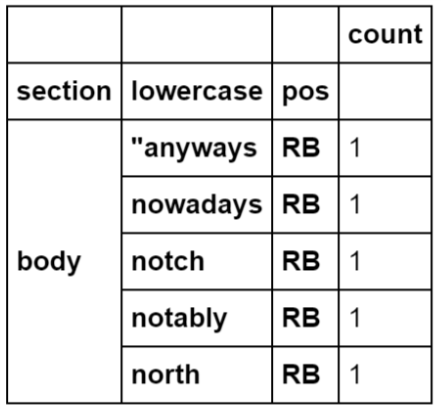 count
section lowercase pos
"anyways RB 1
nowadays RB 1
body notch RB 1
notably RB 1
north RB 1